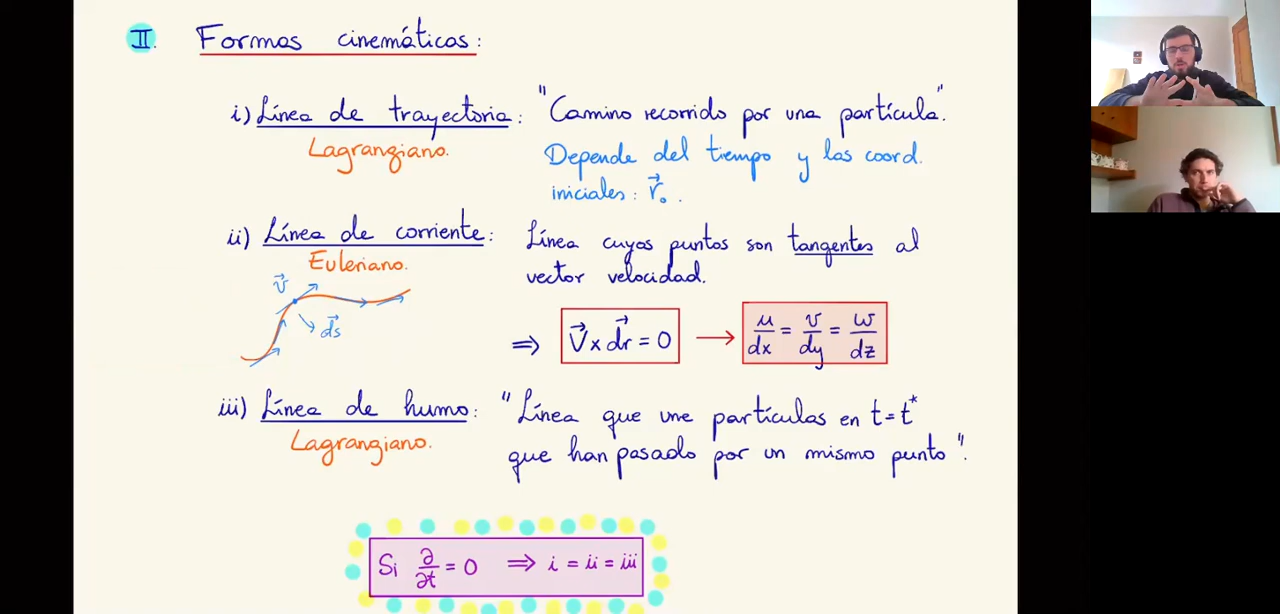 II. Formas cinemáticas:
i) Línea de trayectoria: "Camino recorrido por una partícula".
Lagrangiano. Depende del tiempo y las coord.
iniciales: r⃗₀.
ii) Línea de corriente: Línea cuyos puntos son tangentes al
Euleriano. vector velocidad.
v⃗
ds⃗
⇒ V⃗ x dr⃗ = 0 → u/dx = v/dy = w/dz
iii) Línea de humo: "Línea que une partículas en t=t*
Lagrangiano. que han pasado por un mismo punto".
Si ∂/∂t = 0 ⇒ i = ii = iii